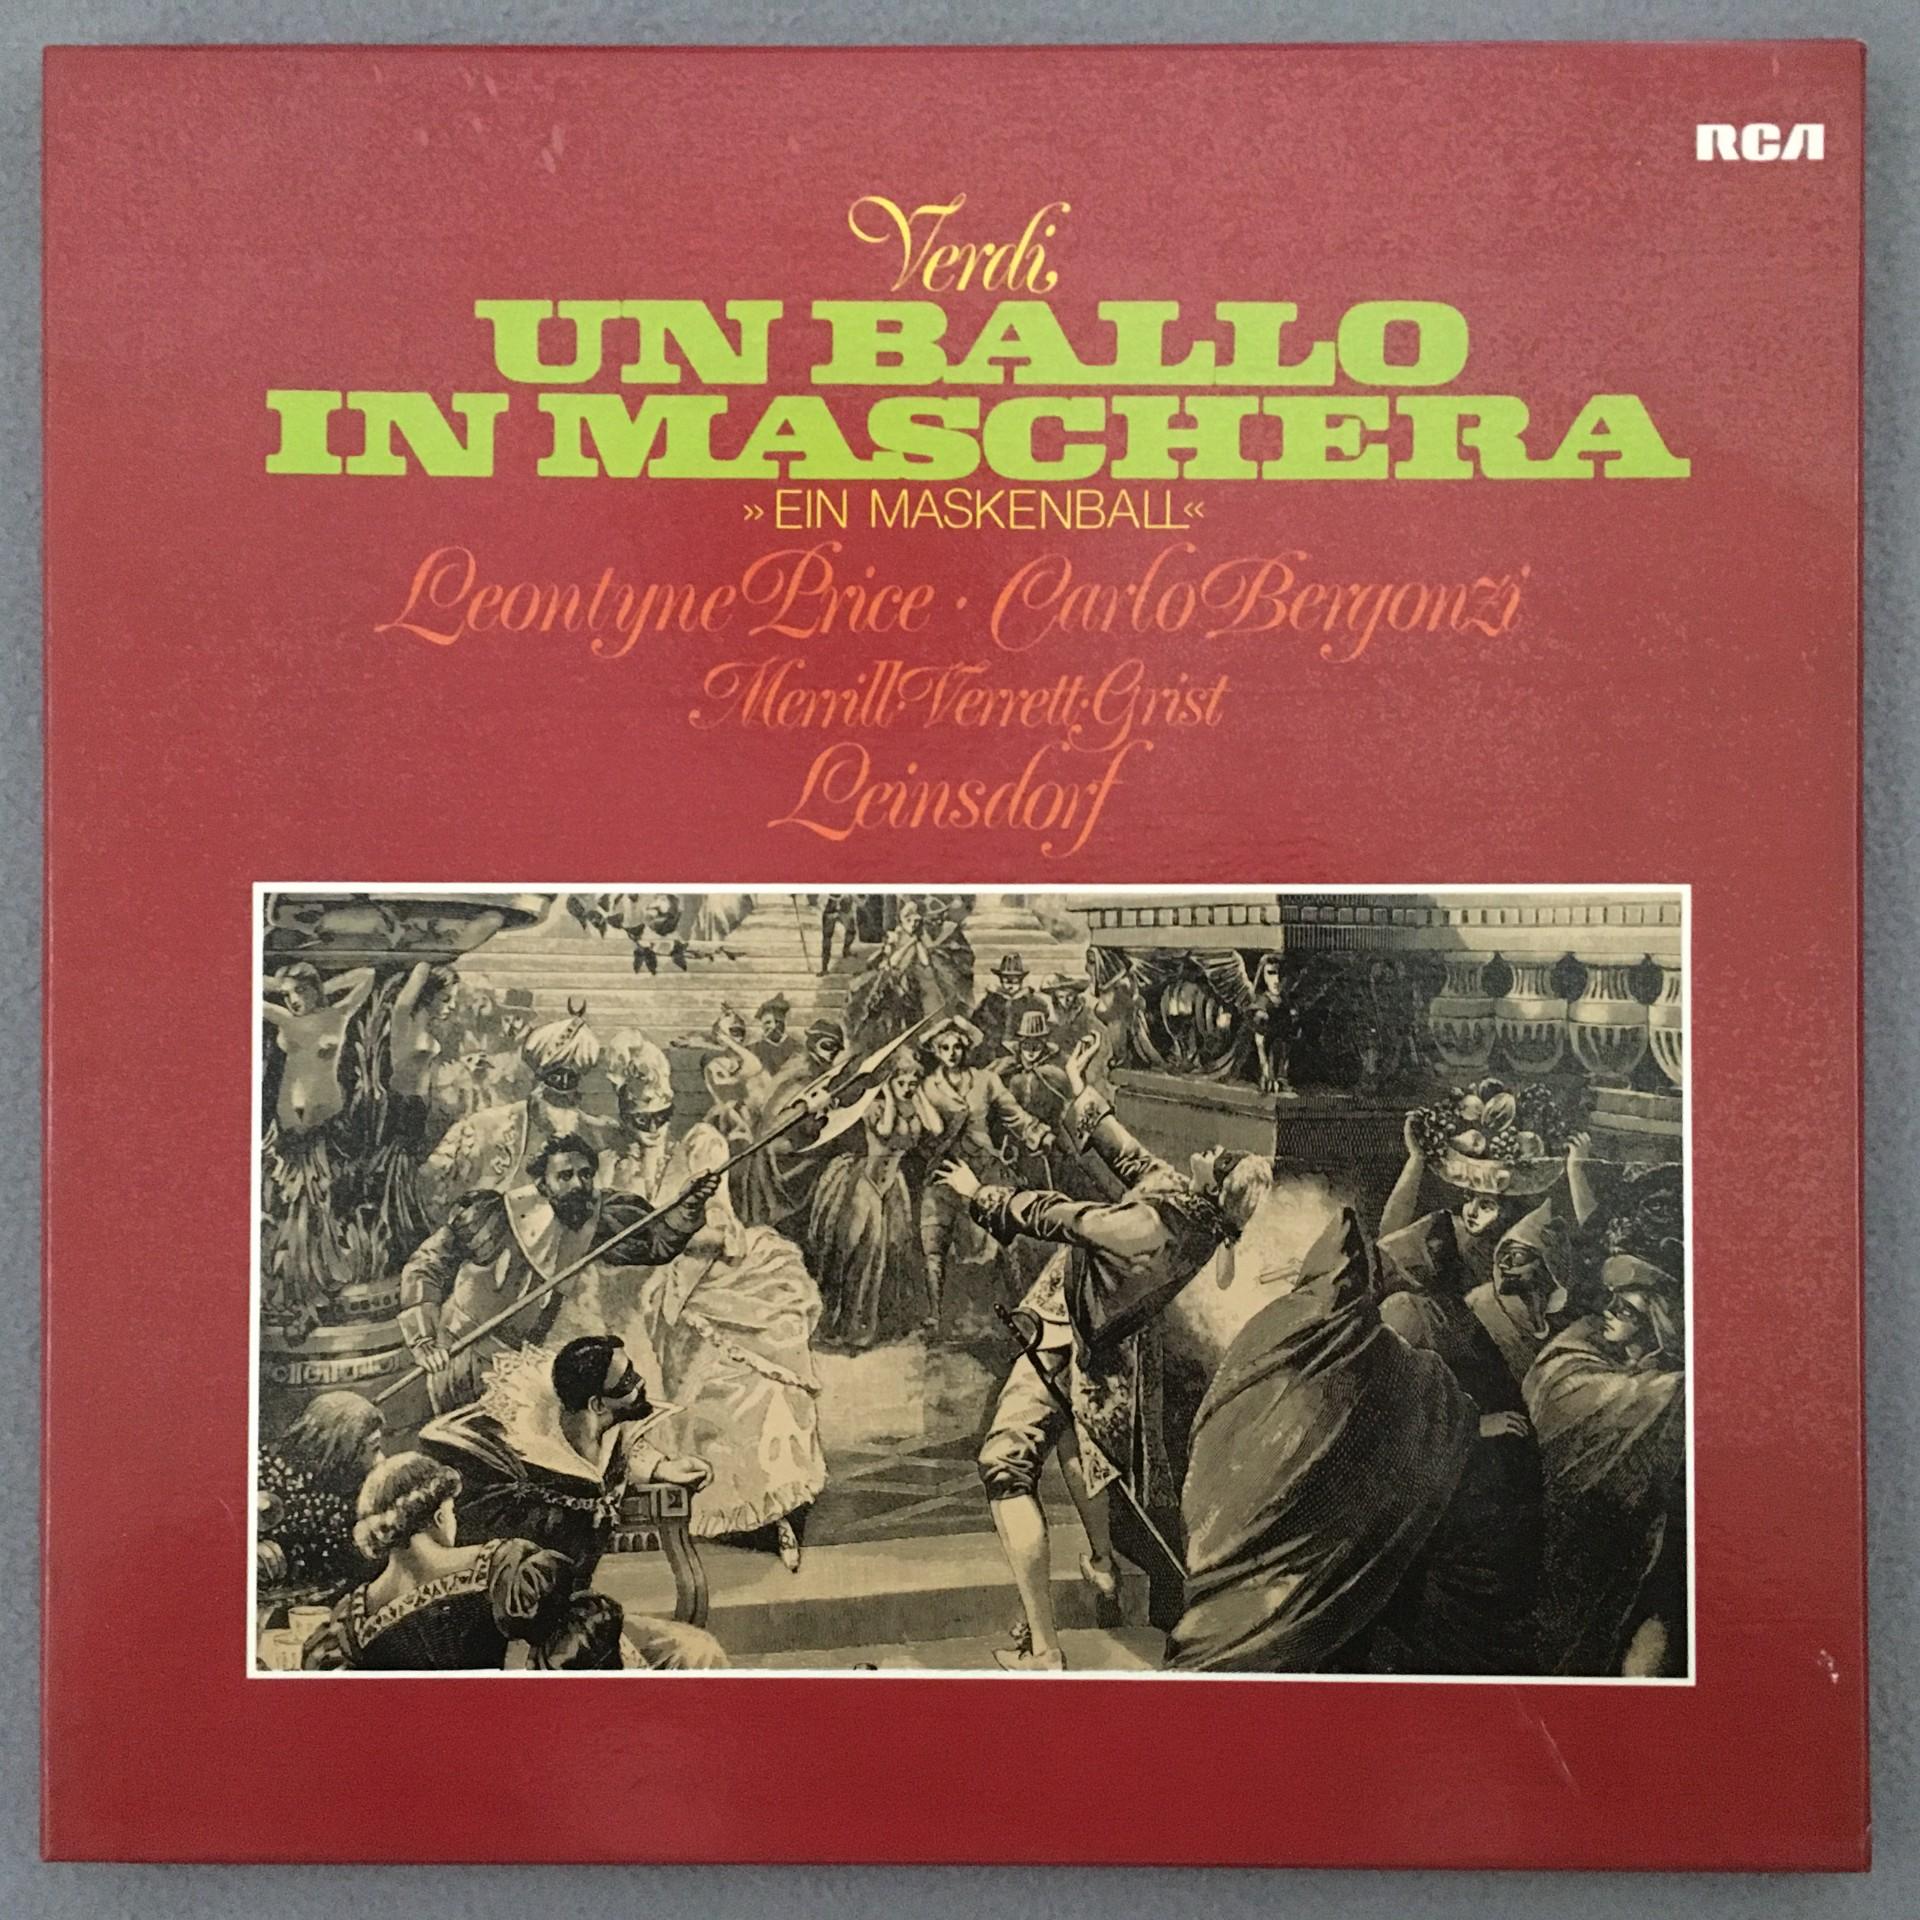 RCA
Verdi
UN BALLO
IN MASCHERA
»EIN MASKENBALL«
Leontyne Price · Carlo Bergonzi
Merrill · Verrett · Grist
Leinsdorf